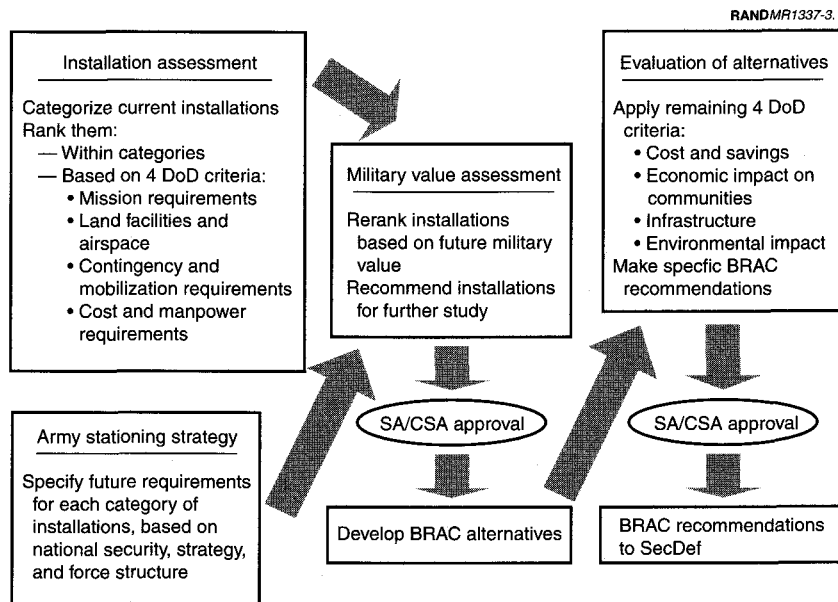 RANDMR1337-3.
Installation assessment
Categorize current installations
Rank them:
— Within categories
— Based on 4 DoD criteria:
• Mission requirements
• Land facilities and
airspace
• Contingency and
mobilization requirements
• Cost and manpower
requirements
Army stationing strategy
Specify future requirements
for each category of
installations, based on
national security, strategy,
and force structure
Military value assessment
Rerank installations
based on future military
value
Recommend installations
for further study
SA/CSA approval
Develop BRAC alternatives
Evaluation of alternatives
Apply remaining 4 DoD
criteria:
• Cost and savings
• Economic impact on
communities
• Infrastructure
• Environmental impact
Make specfic BRAC
recommendations
SA/CSA approval
BRAC recommendations
to SecDef